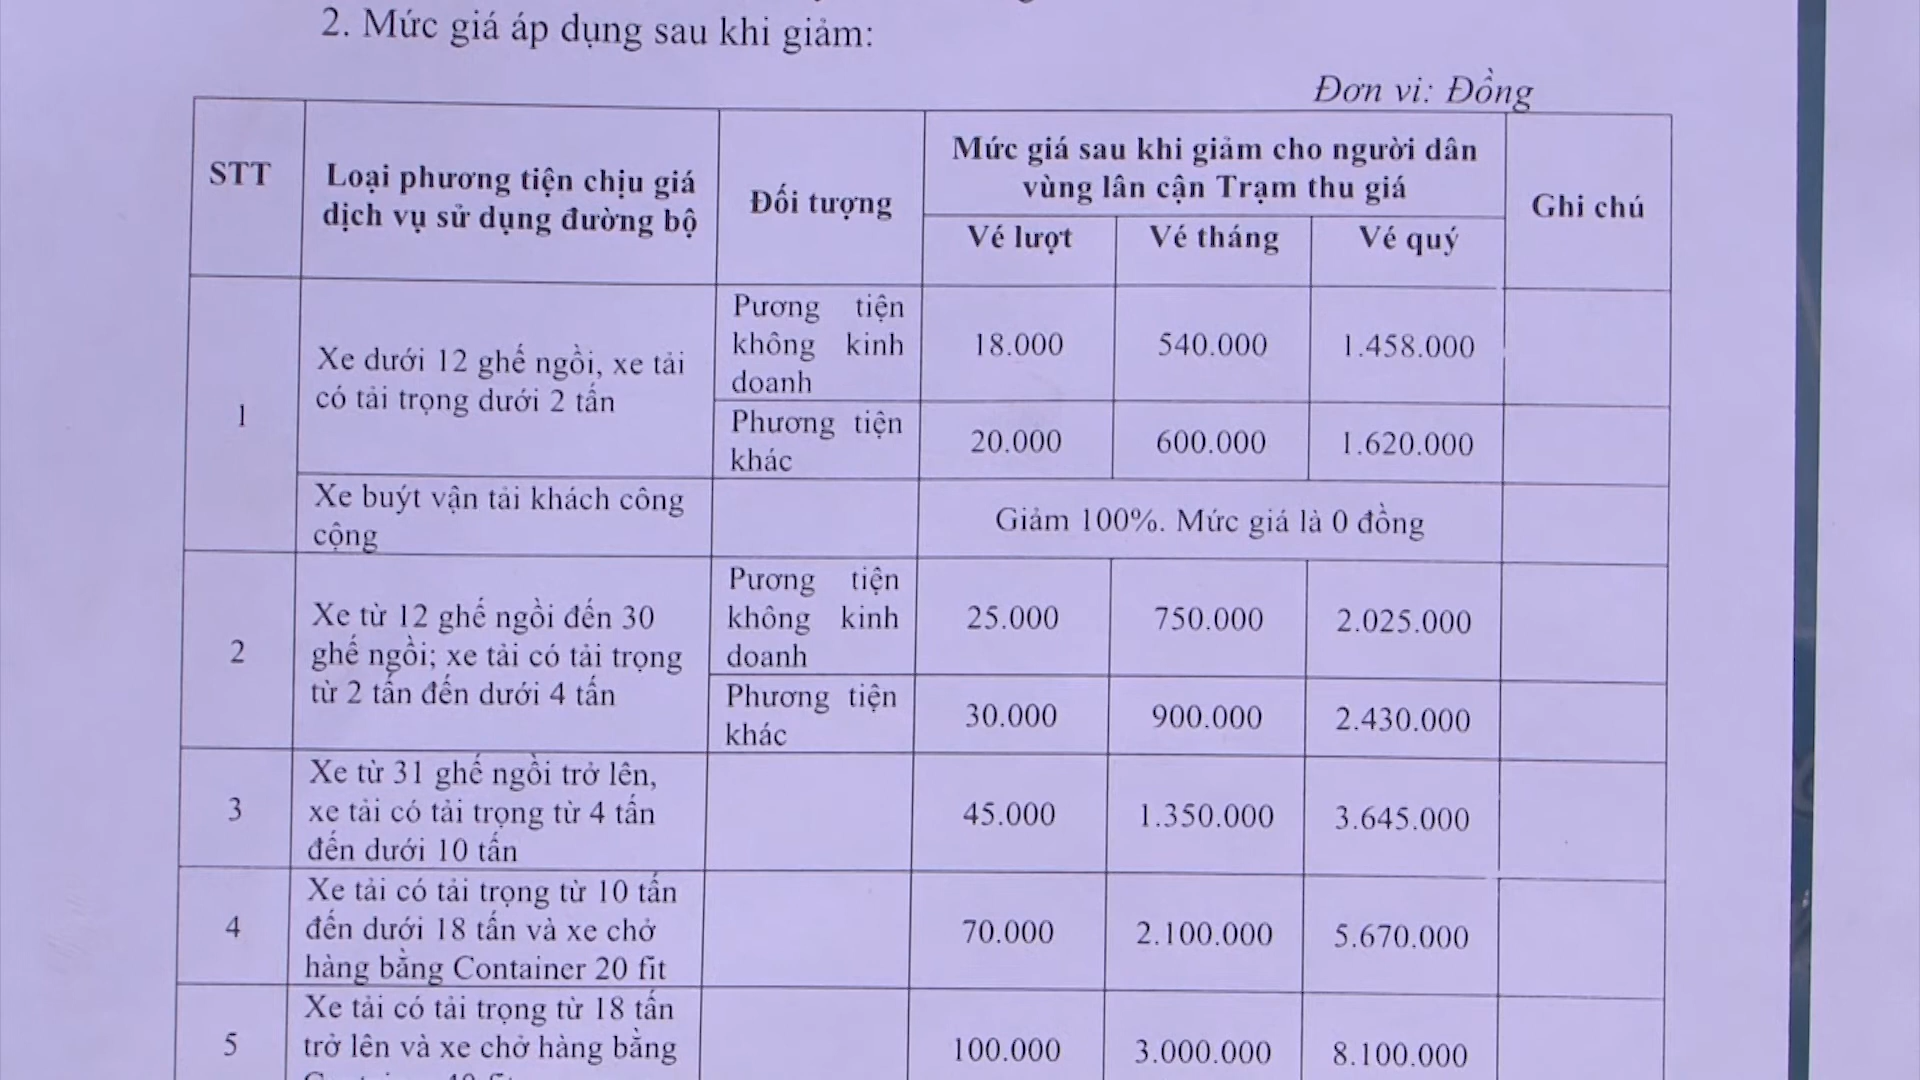 2. Mức giá áp dụng sau khi giảm:
Đơn vi: Đồng
STT
Loại phương tiện chịu giá
dịch vụ sử dụng đường bộ
Đối tượng
Mức giá sau khi giảm cho người dân
vùng lân cận Trạm thu giá
Vé lượt
Vé tháng
Vé quý
Ghi chú
1
Xe dưới 12 ghế ngồi, xe tải
có tải trọng dưới 2 tấn
Pương tiện
không kinh
doanh
18.000
540.000
1.458.000
Phương tiện
khác
20.000
600.000
1.620.000
Xe buýt vận tải khách công
cộng
Giảm 100%. Mức giá là 0 đồng
2
Xe từ 12 ghế ngồi đến 30
ghế ngồi; xe tải có tải trọng
từ 2 tấn đến dưới 4 tấn
Pương tiện
không kinh
doanh
25.000
750.000
2.025.000
Phương tiện
khác
30.000
900.000
2.430.000
3
Xe từ 31 ghế ngồi trở lên,
xe tải có tải trọng từ 4 tấn
đến dưới 10 tấn
45.000
1.350.000
3.645.000
4
Xe tải có tải trọng từ 10 tấn
đến dưới 18 tấn và xe chở
hàng bằng Container 20 fit
70.000
2.100.000
5.670.000
5
Xe tải có tải trọng từ 18 tấn
trở lên và xe chở hàng bằng
100.000
3.000.000
8.100.000